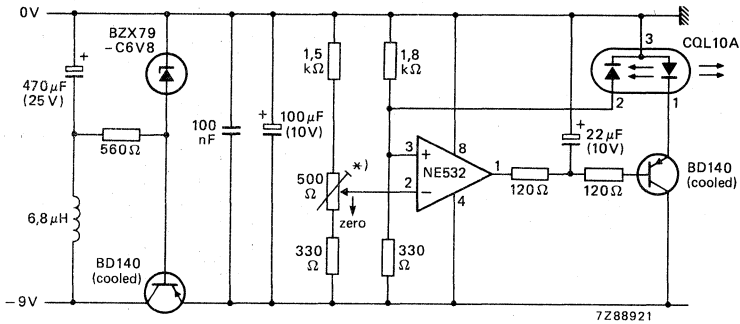 0V
BZX79
-C6V8
+
470μF
(25V)
560Ω
6,8μH
BD140
(cooled)
-9V
100
nF
+
100μF
(10V)
1,5
kΩ
500
Ω
*)
zero
330
Ω
1,8
kΩ
330
Ω
3
+
2
−
NE532
8
4
1
120Ω
+
22μF
(10V)
120Ω
BD140
(cooled)
CQL10A
3
2
1
7Z88921